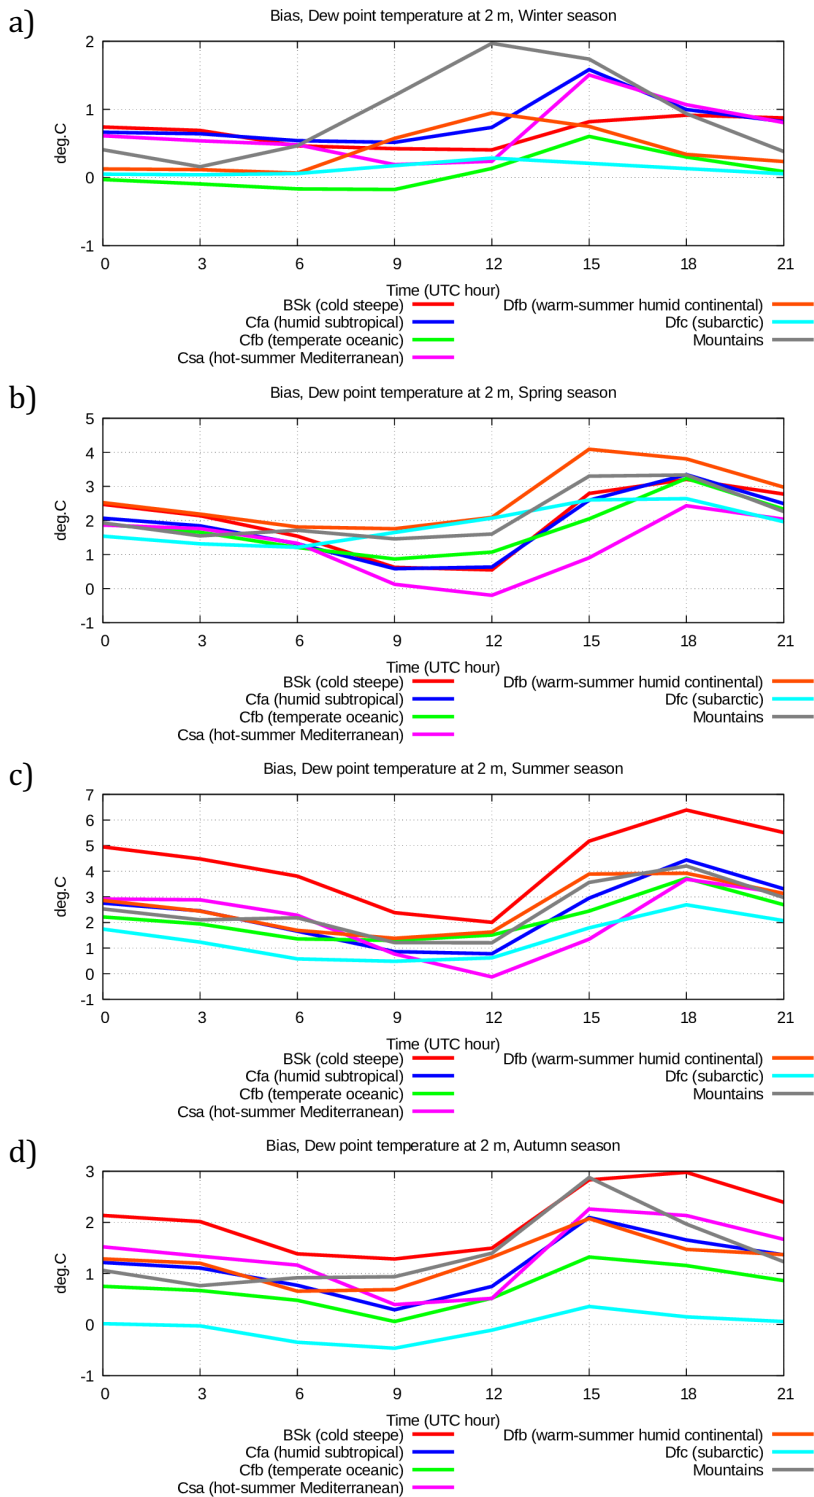 a)
Bias, Dew point temperature at 2 m, Winter season
2
1
0
-1
deg.C
0 3 6 9 12 15 18 21
Time (UTC hour)
BSk (cold steepe) Dfb (warm-summer humid continental)
Cfa (humid subtropical) Dfc (subarctic)
Cfb (temperate oceanic) Mountains
Csa (hot-summer Mediterranean)
b)
Bias, Dew point temperature at 2 m, Spring season
5
4
3
2
1
0
-1
deg.C
0 3 6 9 12 15 18 21
Time (UTC hour)
BSk (cold steepe) Dfb (warm-summer humid continental)
Cfa (humid subtropical) Dfc (subarctic)
Cfb (temperate oceanic) Mountains
Csa (hot-summer Mediterranean)
c)
Bias, Dew point temperature at 2 m, Summer season
7
6
5
4
3
2
1
0
-1
deg.C
0 3 6 9 12 15 18 21
Time (UTC hour)
BSk (cold steepe) Dfb (warm-summer humid continental)
Cfa (humid subtropical) Dfc (subarctic)
Cfb (temperate oceanic) Mountains
Csa (hot-summer Mediterranean)
d)
Bias, Dew point temperature at 2 m, Autumn season
3
2
1
0
-1
deg.C
0 3 6 9 12 15 18 21
Time (UTC hour)
BSk (cold steepe) Dfb (warm-summer humid continental)
Cfa (humid subtropical) Dfc (subarctic)
Cfb (temperate oceanic) Mountains
Csa (hot-summer Mediterranean)